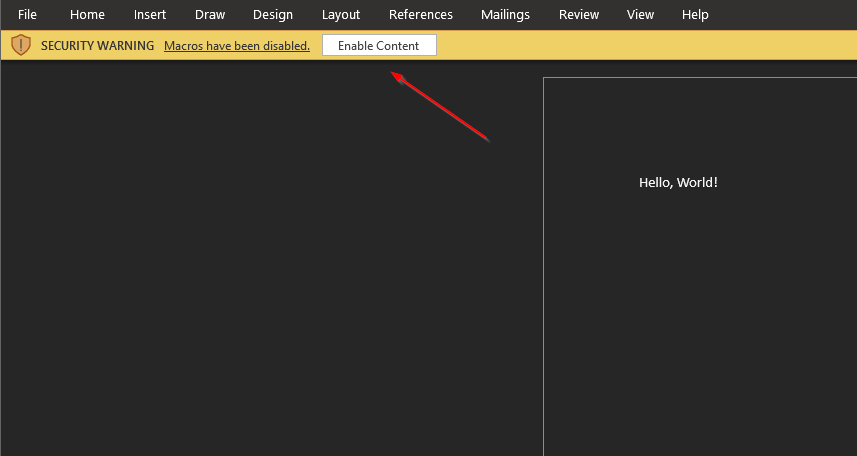 File Home Insert Draw Design Layout References Mailings Review View Help
SECURITY WARNING Macros have been disabled. Enable Content
Hello, World!